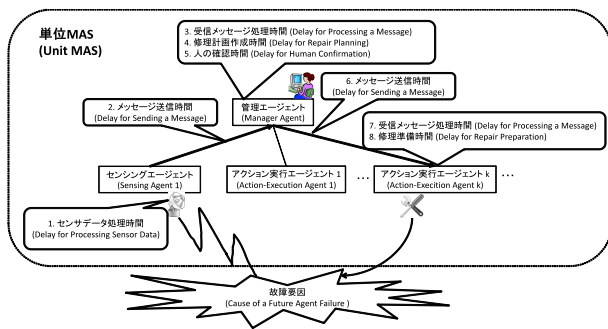 単位MAS
(Unit MAS)
3. 受信メッセージ処理時間 (Delay for Processing a Message)
4. 修理計画作成時間 (Delay for Repair Planning)
5. 人の確認時間 (Delay for Human Confirmation)
6. メッセージ送信時間
(Delay for Sending a Message)
2. メッセージ送信時間
(Delay for Sending a Message)
管理エージェント
(Manager Agent)
7. 受信メッセージ処理時間 (Delay for Processing a Message)
8. 修理準備時間 (Delay for Repair Preparation)
センシングエージェント
(Sensing Agent 1)
アクション実行エージェント 1
(Action-Execution Agent 1)
…
アクション実行エージェント k
(Action-Execition Agent k)
…
1. センサデータ処理時間
(Delay for Processing Sensor Data)
故障要因
(Cause of a Future Agent Failure )